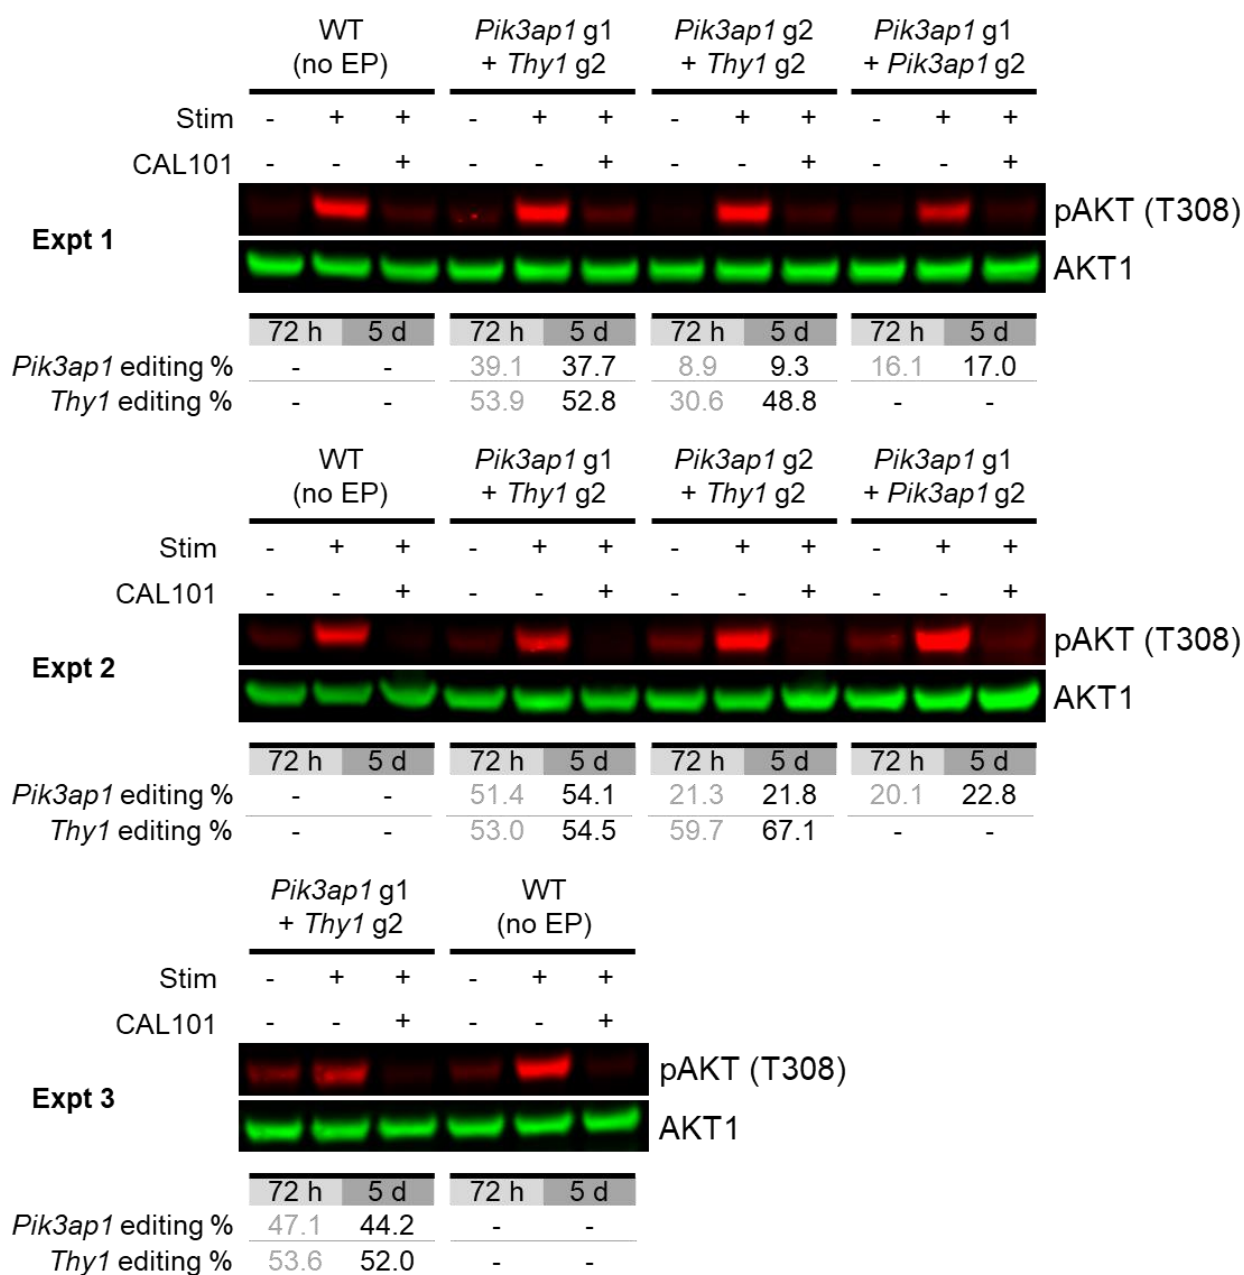 WT Pik3ap1 g1 Pik3ap1 g2 Pik3ap1 g1
(no EP) + Thy1 g2 + Thy1 g2 + Pik3ap1 g2
Stim - + + - + + - + + - + +
CAL101 - - + - - + - - + - - +
pAKT (T308)
Expt 1
AKT1
72 h 5 d 72 h 5 d 72 h 5 d 72 h 5 d
Pik3ap1 editing % - - 39.1 37.7 8.9 9.3 16.1 17.0
Thy1 editing % - - 53.9 52.8 30.6 48.8 - -
WT Pik3ap1 g1 Pik3ap1 g2 Pik3ap1 g1
(no EP) + Thy1 g2 + Thy1 g2 + Pik3ap1 g2
Stim - + + - + + - + + - + +
CAL101 - - + - - + - - + - - +
pAKT (T308)
Expt 2
AKT1
72 h 5 d 72 h 5 d 72 h 5 d 72 h 5 d
Pik3ap1 editing % - - 51.4 54.1 21.3 21.8 20.1 22.8
Thy1 editing % - - 53.0 54.5 59.7 67.1 - -
Pik3ap1 g1 WT
+ Thy1 g2 (no EP)
Stim - + + - + +
CAL101 - - + - - +
pAKT (T308)
Expt 3
AKT1
72 h 5 d 72 h 5 d
Pik3ap1 editing % 47.1 44.2 - -
Thy1 editing % 53.6 52.0 - -